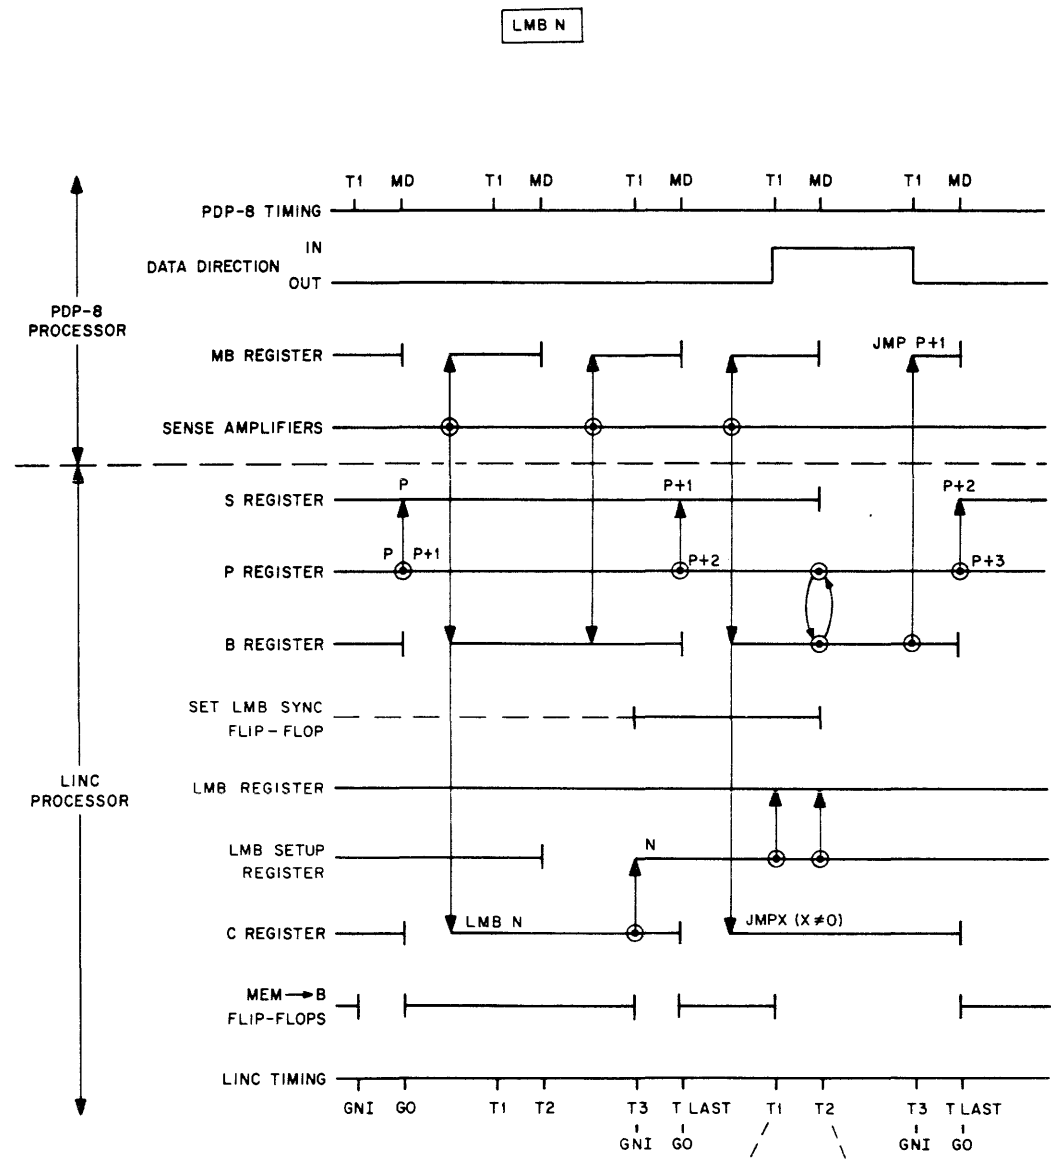 LMB N
T1 MD T1 MD T1 MD T1 MD T1 MD
PDP-8 TIMING
IN
DATA DIRECTION
OUT
PDP-8
PROCESSOR
JMP P+1
MB REGISTER
SENSE AMPLIFIERS
P P+1 P+2
S REGISTER
P P+1 P+2 P+3
P REGISTER
B REGISTER
SET LMB SYNC
FLIP-FLOP
LINC
PROCESSOR
LMB REGISTER
N
LMB SETUP
REGISTER
LMB N JMPX (X≠0)
C REGISTER
MEM→B
FLIP-FLOPS
LINC TIMING
GNI GO T1 T2 T3 T LAST T1 T2 T3 T LAST
GNI GO GNI GO